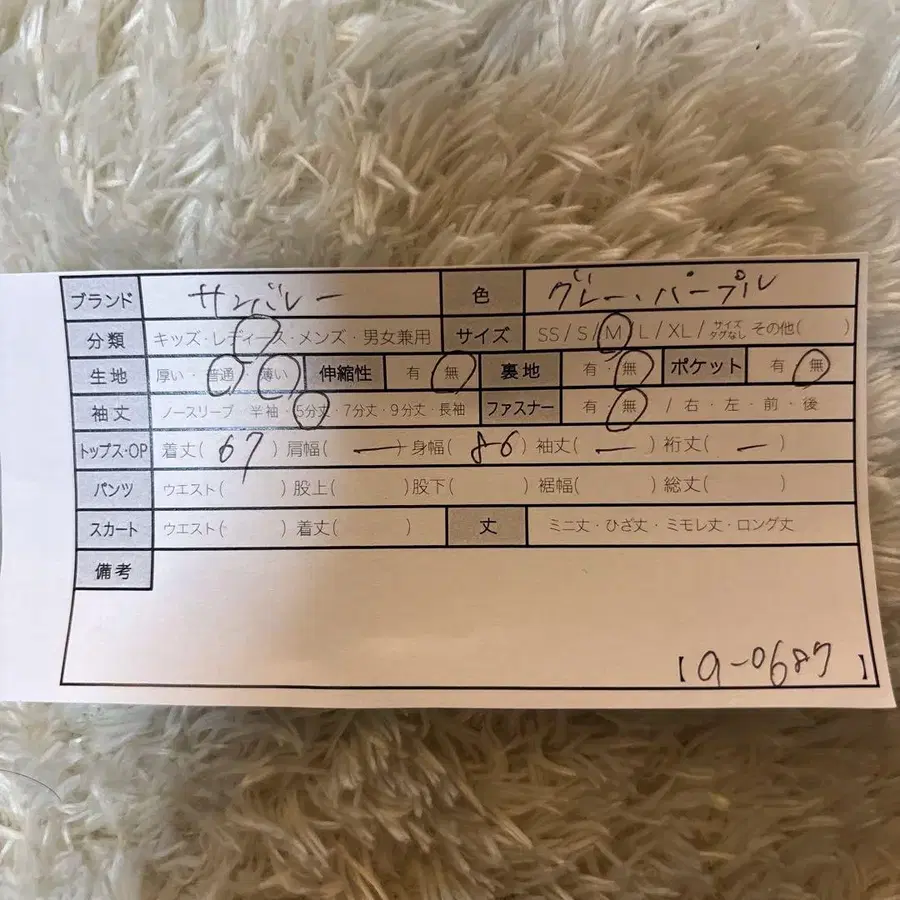 ブランド サンバレー 色 グレー・パープル
分類 キッズ・レディース・メンズ・男女兼用 サイズ SS/S/M/L/XL/サイズタグなし その他( )
生地 厚い・普通・薄い 伸縮性 有・無 裏地 有・無 ポケット 有・無
袖丈 ノースリーブ・半袖・5分丈・7分丈・9分丈・長袖 ファスナー 有・無 / 右・左・前・後
トップス・OP 着丈( 67 ) 肩幅( ー ) 身幅( 86 ) 袖丈( ー ) 裄丈( ー )
パンツ ウエスト( ) 股上( ) 股下( ) 裾幅( ) 総丈( )
スカート ウエスト( ) 着丈( ) 丈 ミニ丈・ひざ丈・ミモレ丈・ロング丈
備考
【9-0687】